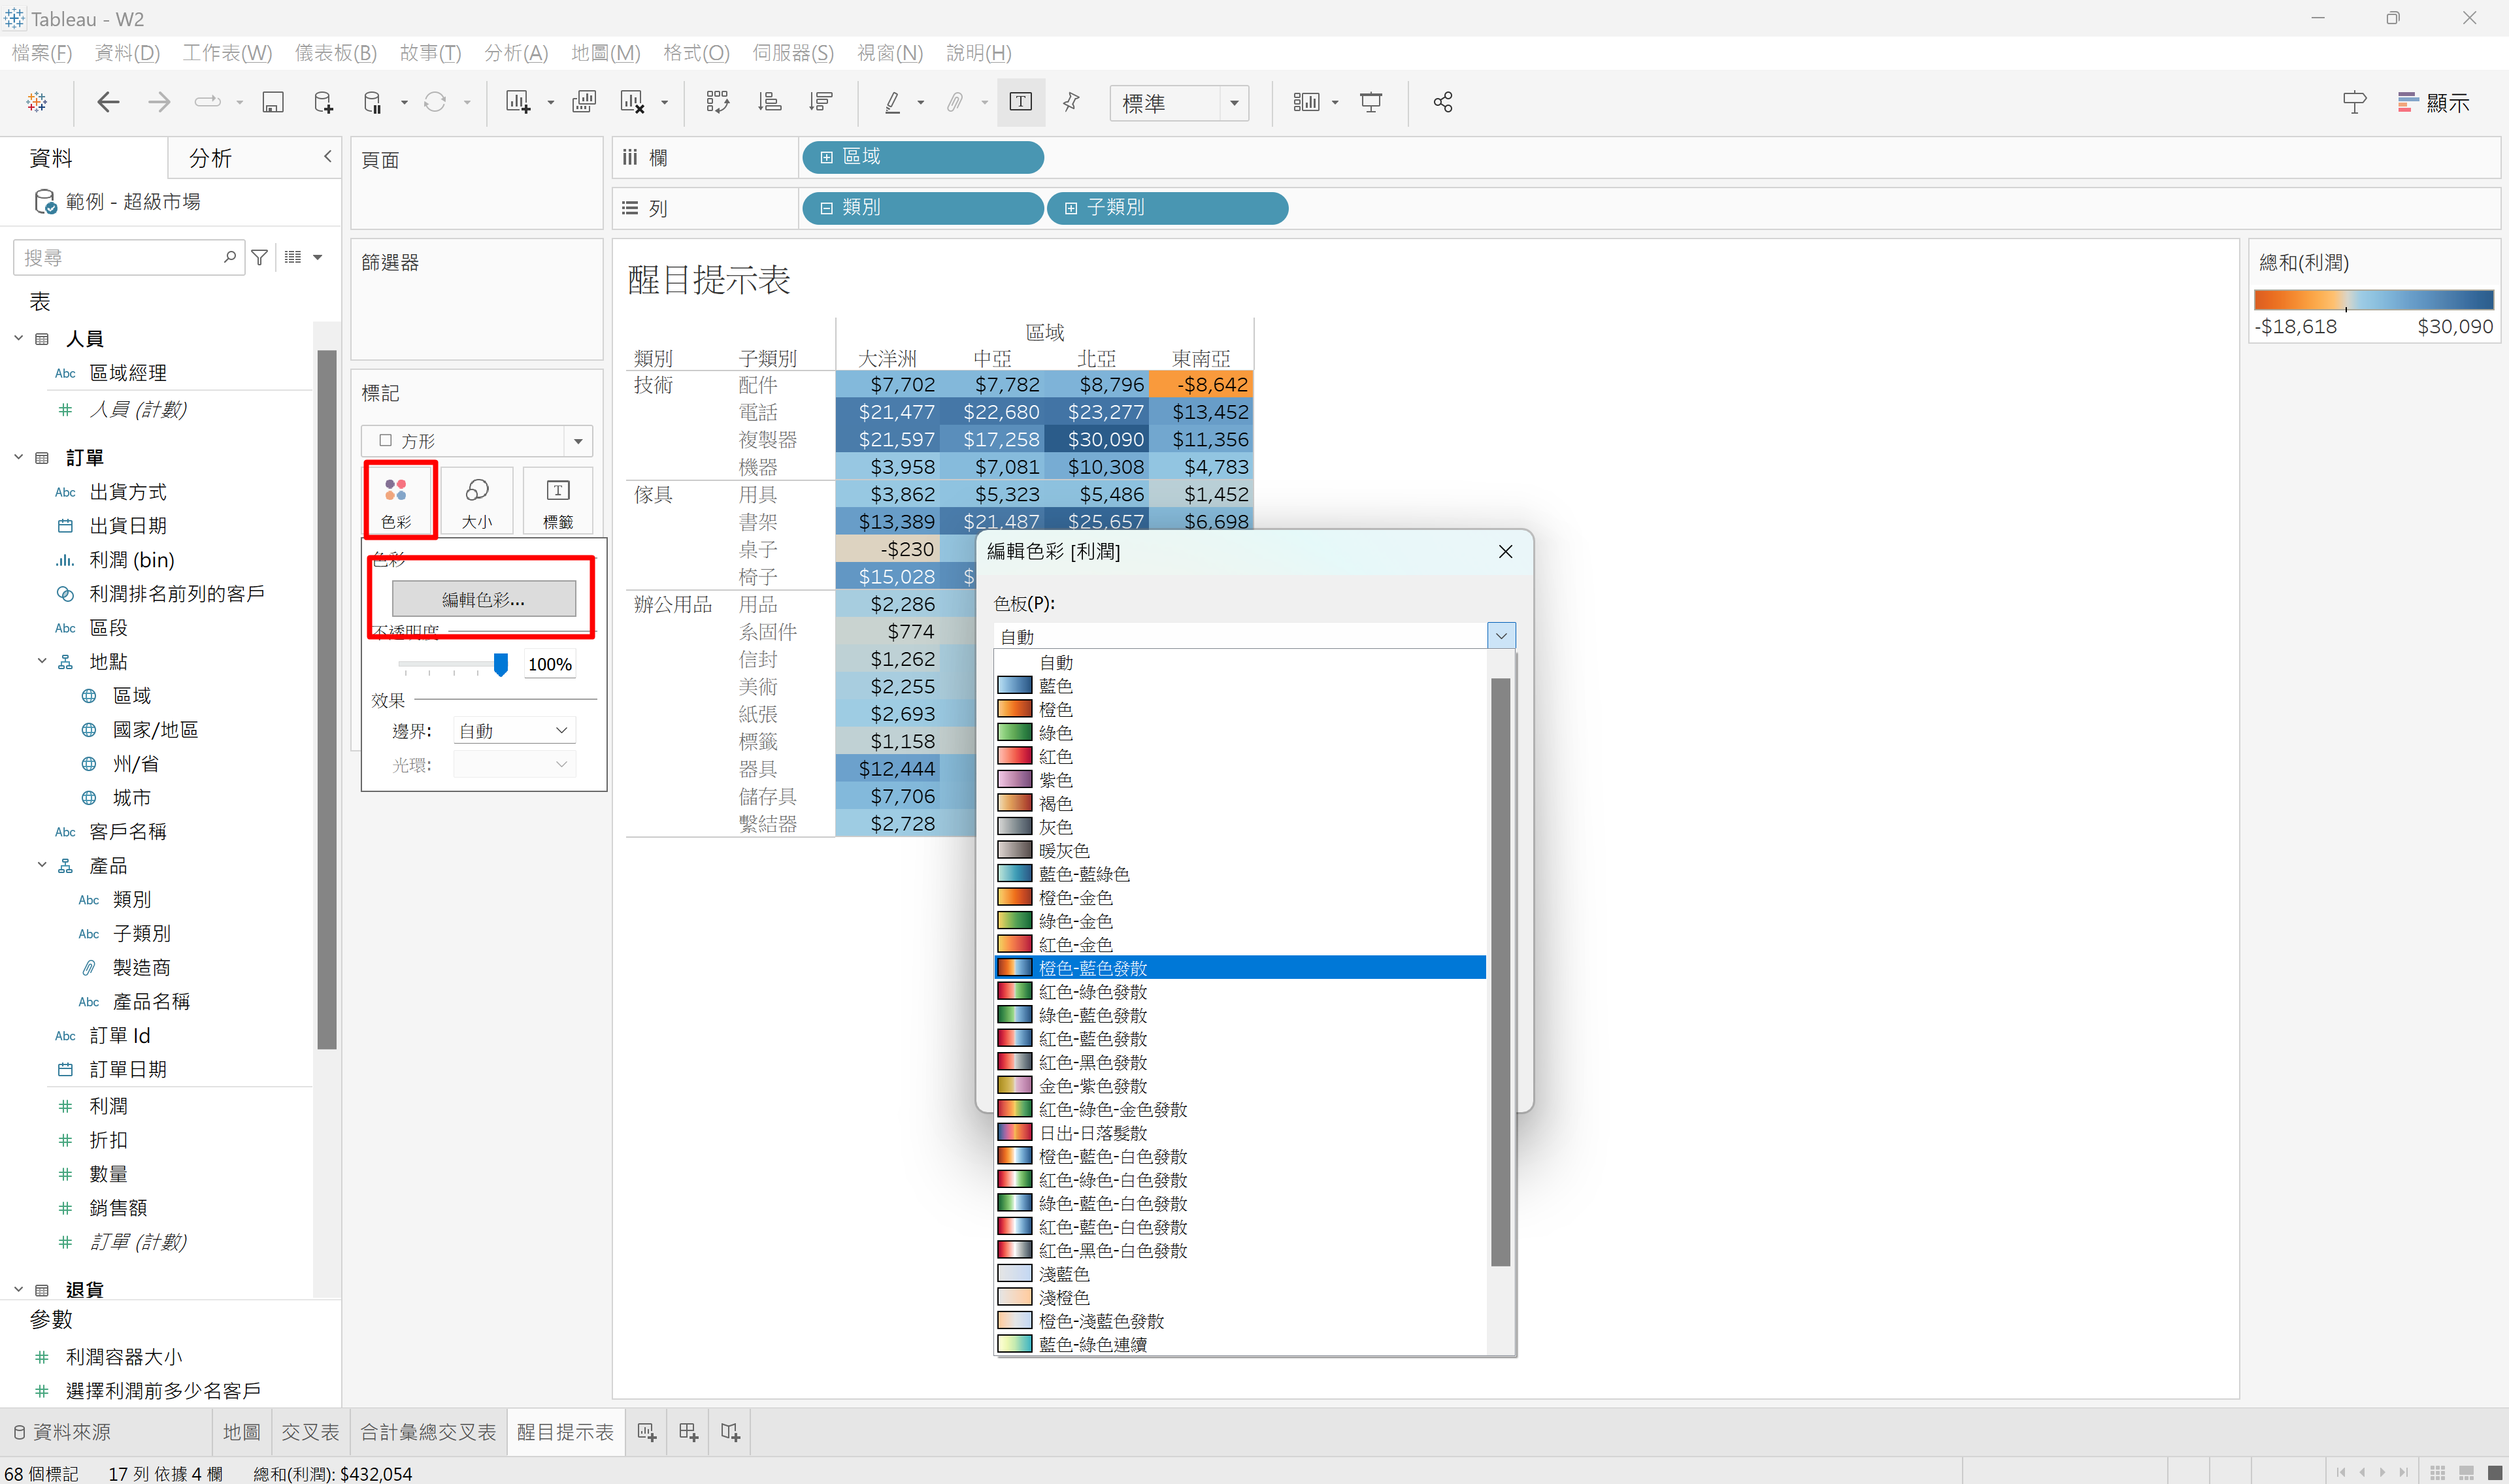 Tableau - W2
檔案(F) 資料(D) 工作表(W) 儀表板(B) 故事(T) 分析(A) 地圖(M) 格式(O) 伺服器(S) 視窗(N) 說明(H)
標準
顯示
資料
分析
範例 - 超級市場
搜尋
表
人員
Abc 區域經理
人員 (計數)
訂單
Abc 出貨方式
出貨日期
利潤 (bin)
利潤排名前列的客戶
Abc 區段
地點
區域
國家/地區
州/省
城市
Abc 客戶名稱
產品
Abc 類別
Abc 子類別
製造商
Abc 產品名稱
Abc 訂單 Id
訂單日期
利潤
折扣
數量
銷售額
訂單 (計數)
退貨
參數
利潤容器大小
選擇利潤前多少名客戶
頁面
篩選器
標記
方形
色彩 大小 標籤
色彩
編輯色彩...
不透明度
100%
效果
邊界: 自動
光環:
欄 區域
列 類別 子類別
醒目提示表
區域
類別 子類別 大洋洲 中亞 北亞 東南亞
技術 配件 $7,702 $7,782 $8,796 -$8,642
電話 $21,477 $22,680 $23,277 $13,452
複製器 $21,597 $17,258 $30,090 $11,356
機器 $3,958 $7,081 $10,308 $4,783
傢具 用具 $3,862 $5,323 $5,486 $1,452
書架 $13,389 $21,487 $25,657 $6,698
桌子 -$230
椅子 $15,028 $
辦公用品 用品 $2,286
系固件 $774
信封 $1,262
美術 $2,255
紙張 $2,693
標籤 $1,158
器具 $12,444
儲存具 $7,706
繫結器 $2,728
編輯色彩 [利潤]
色板(P):
自動
自動
藍色
橙色
綠色
紅色
紫色
褐色
灰色
暖灰色
藍色-藍綠色
橙色-金色
綠色-金色
紅色-金色
橙色-藍色發散
紅色-綠色發散
綠色-藍色發散
紅色-藍色發散
紅色-黑色發散
金色-紫色發散
紅色-綠色-金色發散
日出-日落髮散
橙色-藍色-白色發散
紅色-綠色-白色發散
綠色-藍色-白色發散
紅色-藍色-白色發散
紅色-黑色-白色發散
淺藍色
淺橙色
橙色-淺藍色發散
藍色-綠色連續
總和(利潤)
-$18,618 $30,090
資料來源 地圖 交叉表 合計彙總交叉表 醒目提示表
68 個標記 17 列 依據 4 欄 總和(利潤): $432,054